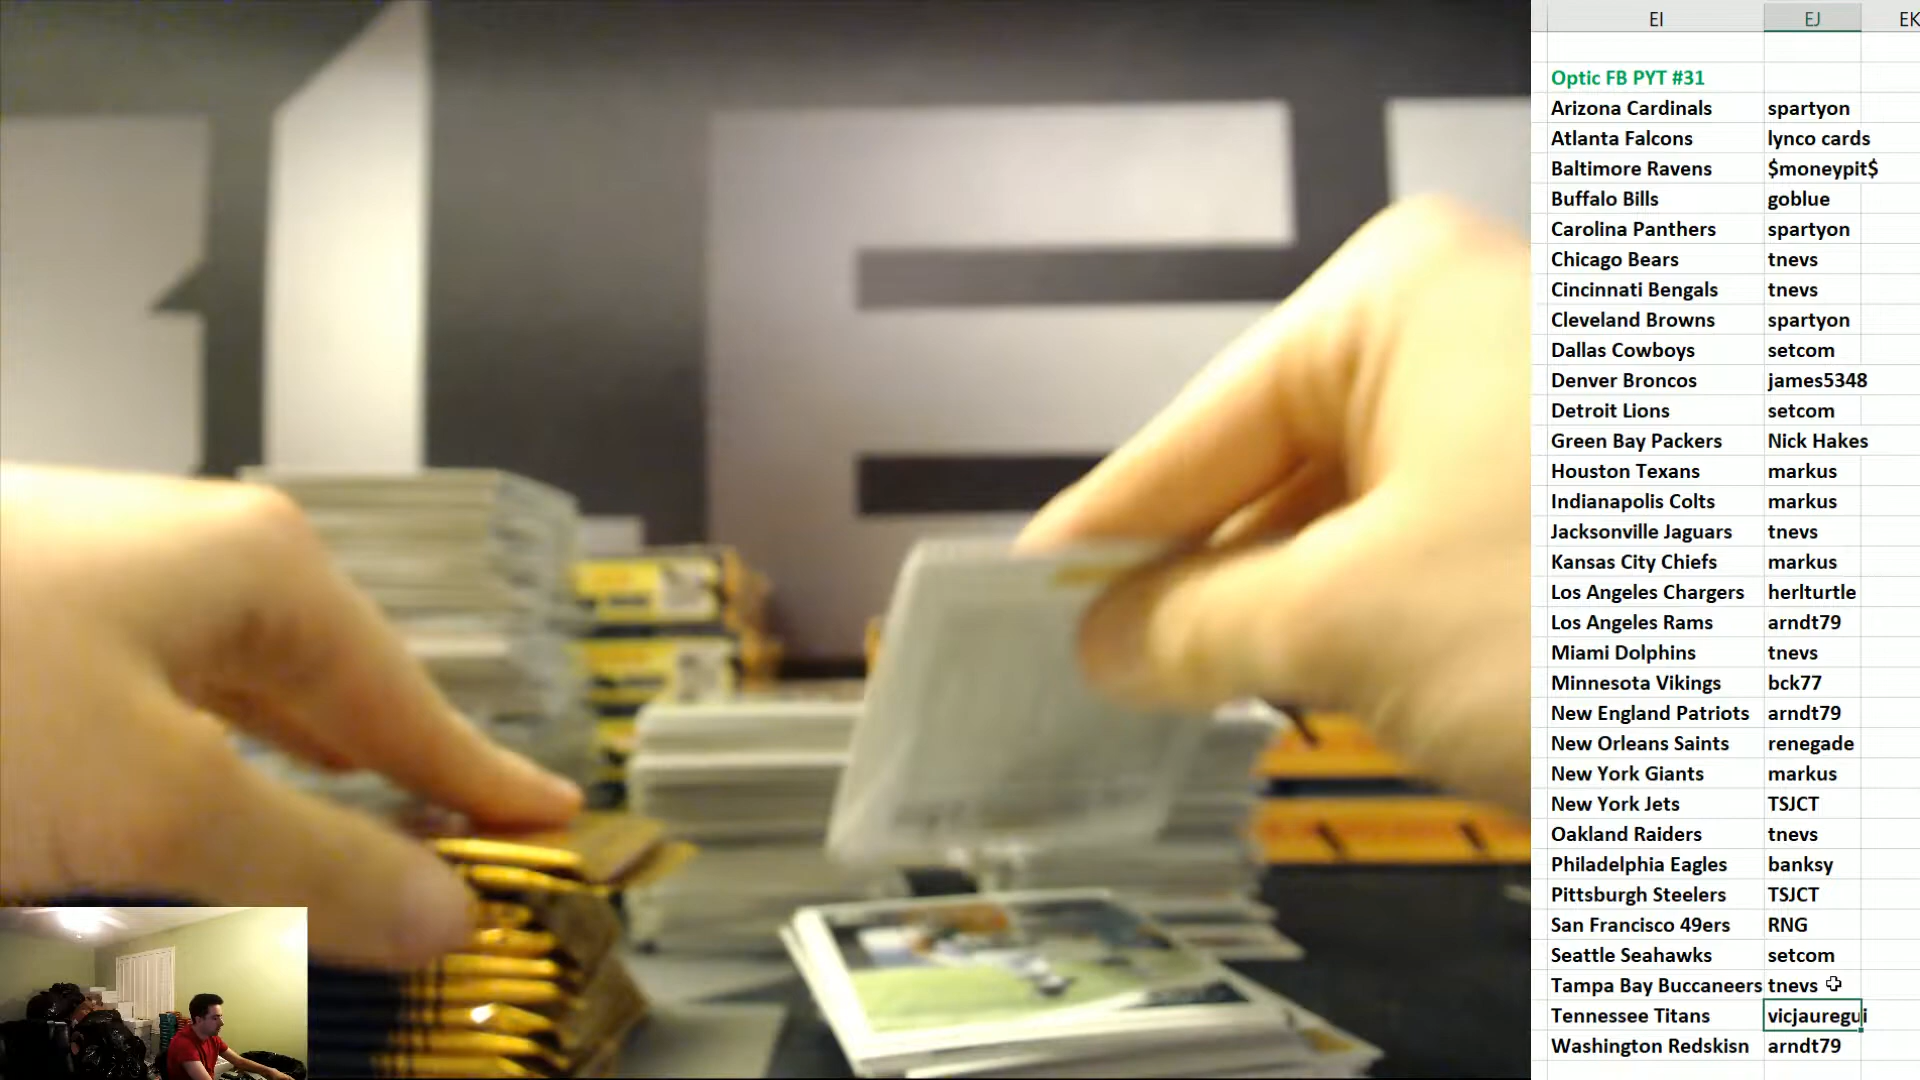 EI EJ EK
Optic FB PYT #31
Arizona Cardinals spartyon
Atlanta Falcons lynco cards
Baltimore Ravens $moneypit$
Buffalo Bills goblue
Carolina Panthers spartyon
Chicago Bears tnevs
Cincinnati Bengals tnevs
Cleveland Browns spartyon
Dallas Cowboys setcom
Denver Broncos james5348
Detroit Lions setcom
Green Bay Packers Nick Hakes
Houston Texans markus
Indianapolis Colts markus
Jacksonville Jaguars tnevs
Kansas City Chiefs markus
Los Angeles Chargers herlturtle
Los Angeles Rams arndt79
Miami Dolphins tnevs
Minnesota Vikings bck77
New England Patriots arndt79
New Orleans Saints renegade
New York Giants markus
New York Jets TSJCT
Oakland Raiders tnevs
Philadelphia Eagles banksy
Pittsburgh Steelers TSJCT
San Francisco 49ers RNG
Seattle Seahawks setcom
Tampa Bay Buccaneers tnevs
Tennessee Titans vicjauregui
Washington Redskisn arndt79